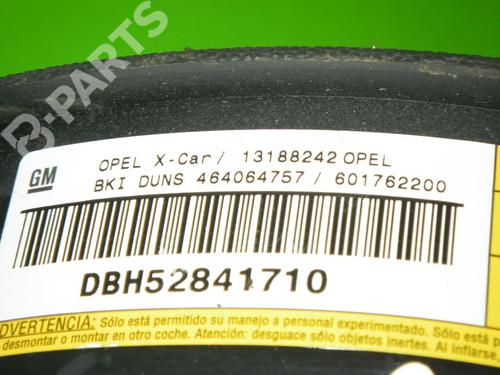 B-PARTS
GM
OPEL X-Car/ 13188242 OPEL
BKI DUNS 464064757 / 601762200
DBH52841710
ADVERTENCIA: Sólo está permitido su manejo a personal experimentado. Sólo está
desmontar o montar en otro coche. Atención: desguace sólo objetos inertes. Al inflarse,